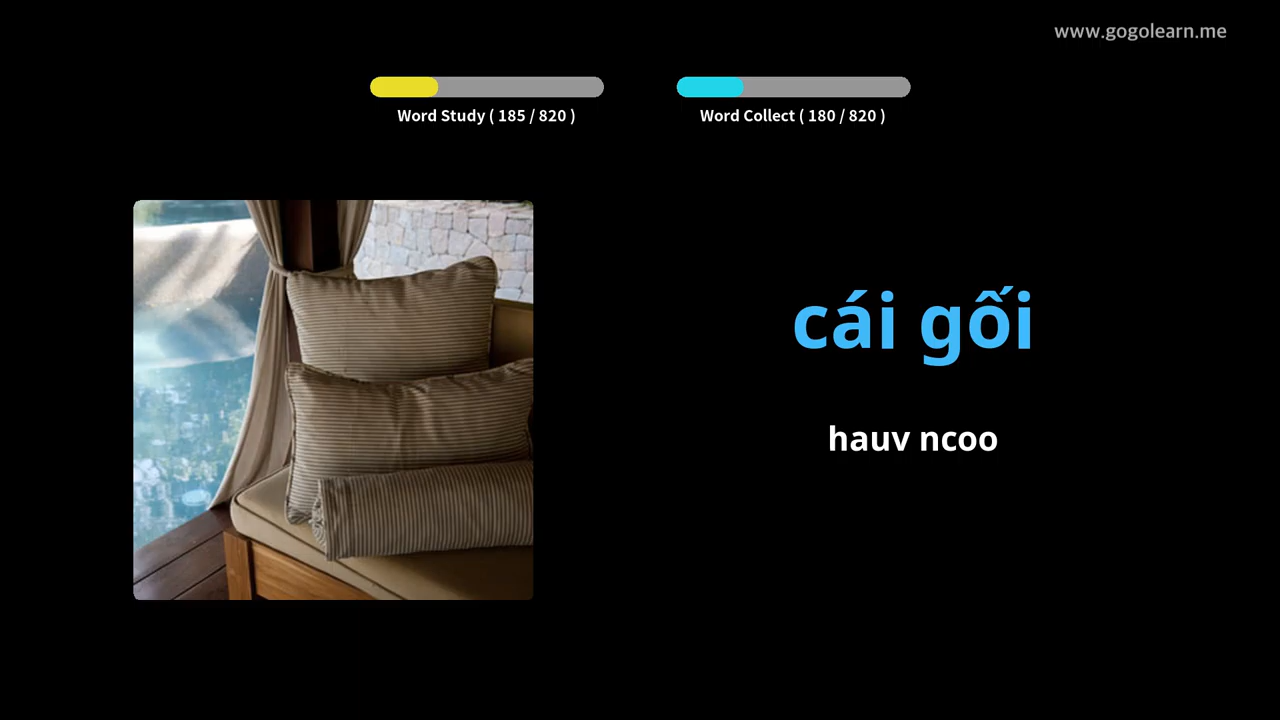 www.gogolearn.me
Word Study ( 185 / 820 )
Word Collect ( 180 / 820 )
cái gối
hauv ncoo